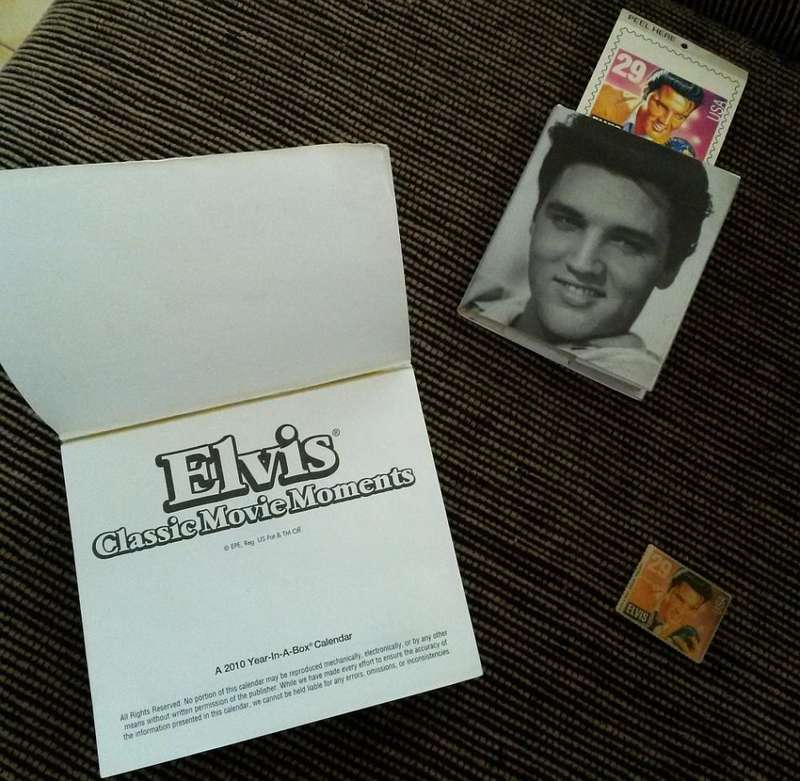 PEEL HERE
29
USA
Elvis®
Classic Movie Moments
© EPE, Reg. US Pat & TM Off.
A 2010 Year-In-A-Box® Calendar
All Rights Reserved. No portion of this calendar may be reproduced mechanically, electronically, or by any other
means without written permission of the publisher. While we have made every effort to ensure the accuracy of
the information presented in this calendar, we cannot be held liable for any errors, omissions, or inconsistencies.
29
ELVIS